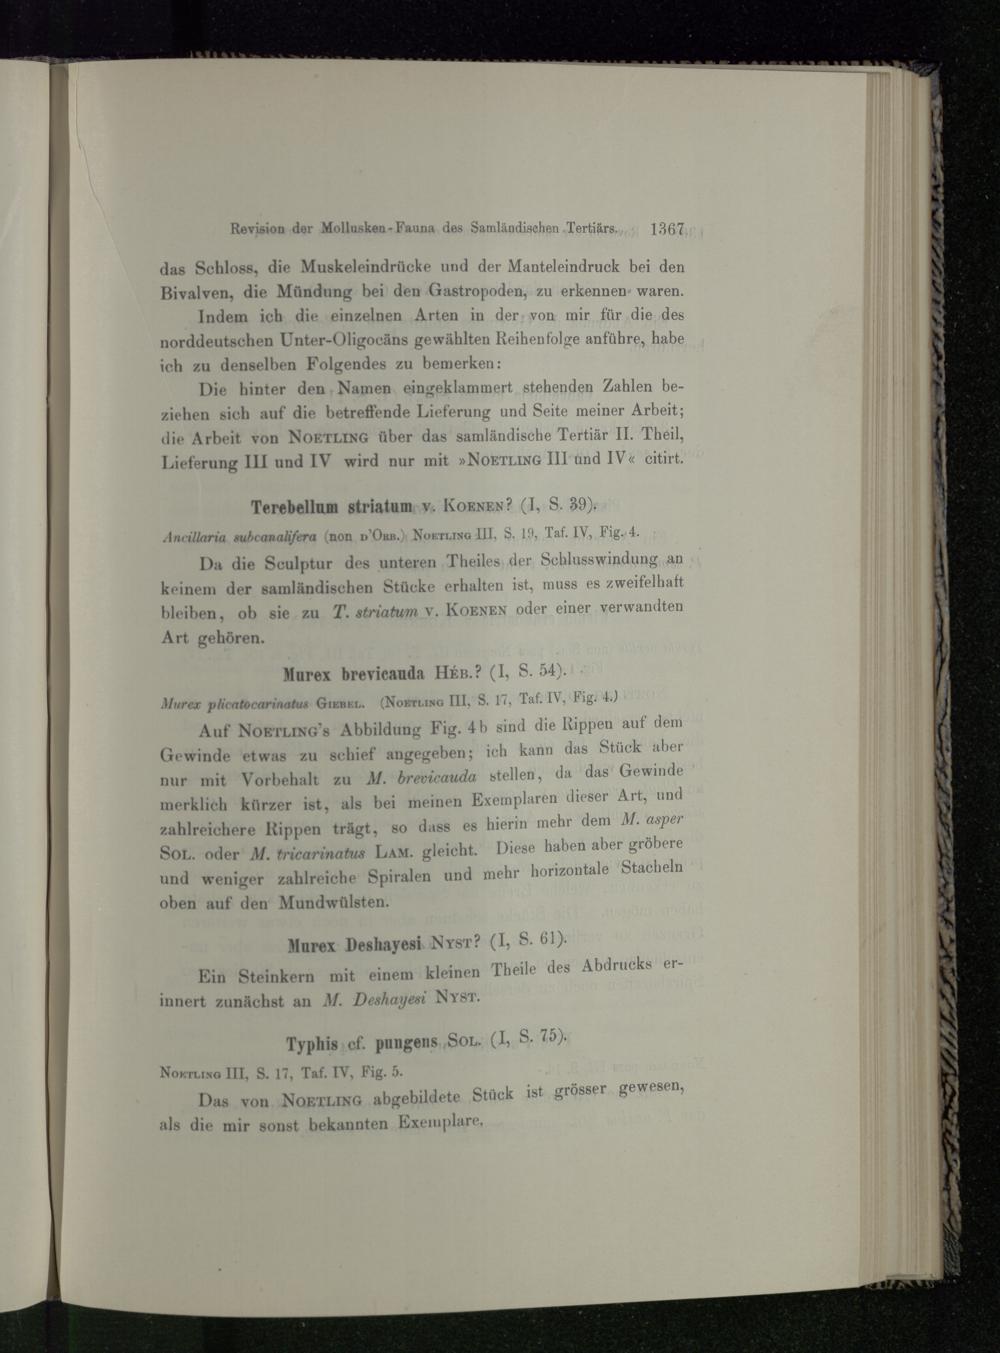 Revision der Mollusken-Fauna des Samländischen Tertiärs. 1367
das Schloss, die Muskeleindrücke und der Manteleindruck bei den
Bivalven, die Mündung bei den Gastropoden, zu erkennen waren.
Indem ich die einzelnen Arten in der von mir für die des
norddeutschen Unter-Oligocäns gewählten Reihenfolge anführe, habe
ich zu denselben Folgendes zu bemerken:
Die hinter den Namen eingeklammert stehenden Zahlen be-
ziehen sich auf die betreffende Lieferung und Seite meiner Arbeit;
die Arbeit von NOETLING über das samländische Tertiär II. Theil,
Lieferung III und IV wird nur mit »NOETLING III und IV« citirt.
Terebellum striatum v. KOENEN? (I, S. 39).
Ancillaria subcanalifera (non D'ORB.) NOETLING III, S. 19, Taf. IV, Fig. 4.
Da die Sculptur des unteren Theiles der Schlusswindung an
keinem der samländischen Stücke erhalten ist, muss es zweifelhaft
bleiben, ob sie zu T. striatum v. KOENEN oder einer verwandten
Art gehören.
Murex brevicauda HÉB.? (I, S. 54).
Murex plicatocarinatus GIEBEL. (NOETLING III, S. 17, Taf. IV, Fig. 4.)
Auf NOETLING'S Abbildung Fig. 4b sind die Rippen auf dem
Gewinde etwas zu schief angegeben; ich kann das Stück aber
nur mit Vorbehalt zu M. brevicauda stellen, da das Gewinde
merklich kürzer ist, als bei meinen Exemplaren dieser Art, und
zahlreichere Rippen trägt, so dass es hierin mehr dem M. asper
SOL. oder M. tricarinatus LAM. gleicht. Diese haben aber gröbere
und weniger zahlreiche Spiralen und mehr horizontale Stacheln
oben auf den Mundwülsten.
Murex Deshayesi NYST? (I, S. 61).
Ein Steinkern mit einem kleinen Theile des Abdrucks er-
innert zunächst an M. Deshayesi NYST.
Typhis cf. pungens SOL. (I, S. 75).
NOETLING III, S. 17, Taf. IV, Fig. 5.
Das von NOETLING abgebildete Stück ist grösser gewesen,
als die mir sonst bekannten Exemplare.